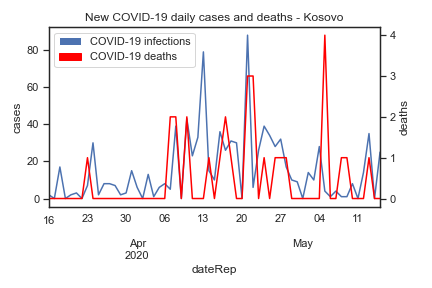 New COVID-19 daily cases and deaths - Kosovo
COVID-19 infections
COVID-19 deaths
80
60
40
20
0
cases
4
3
2
1
0
deaths
16 23 30 06 13 20 27 04 11
Apr May
2020
dateRep